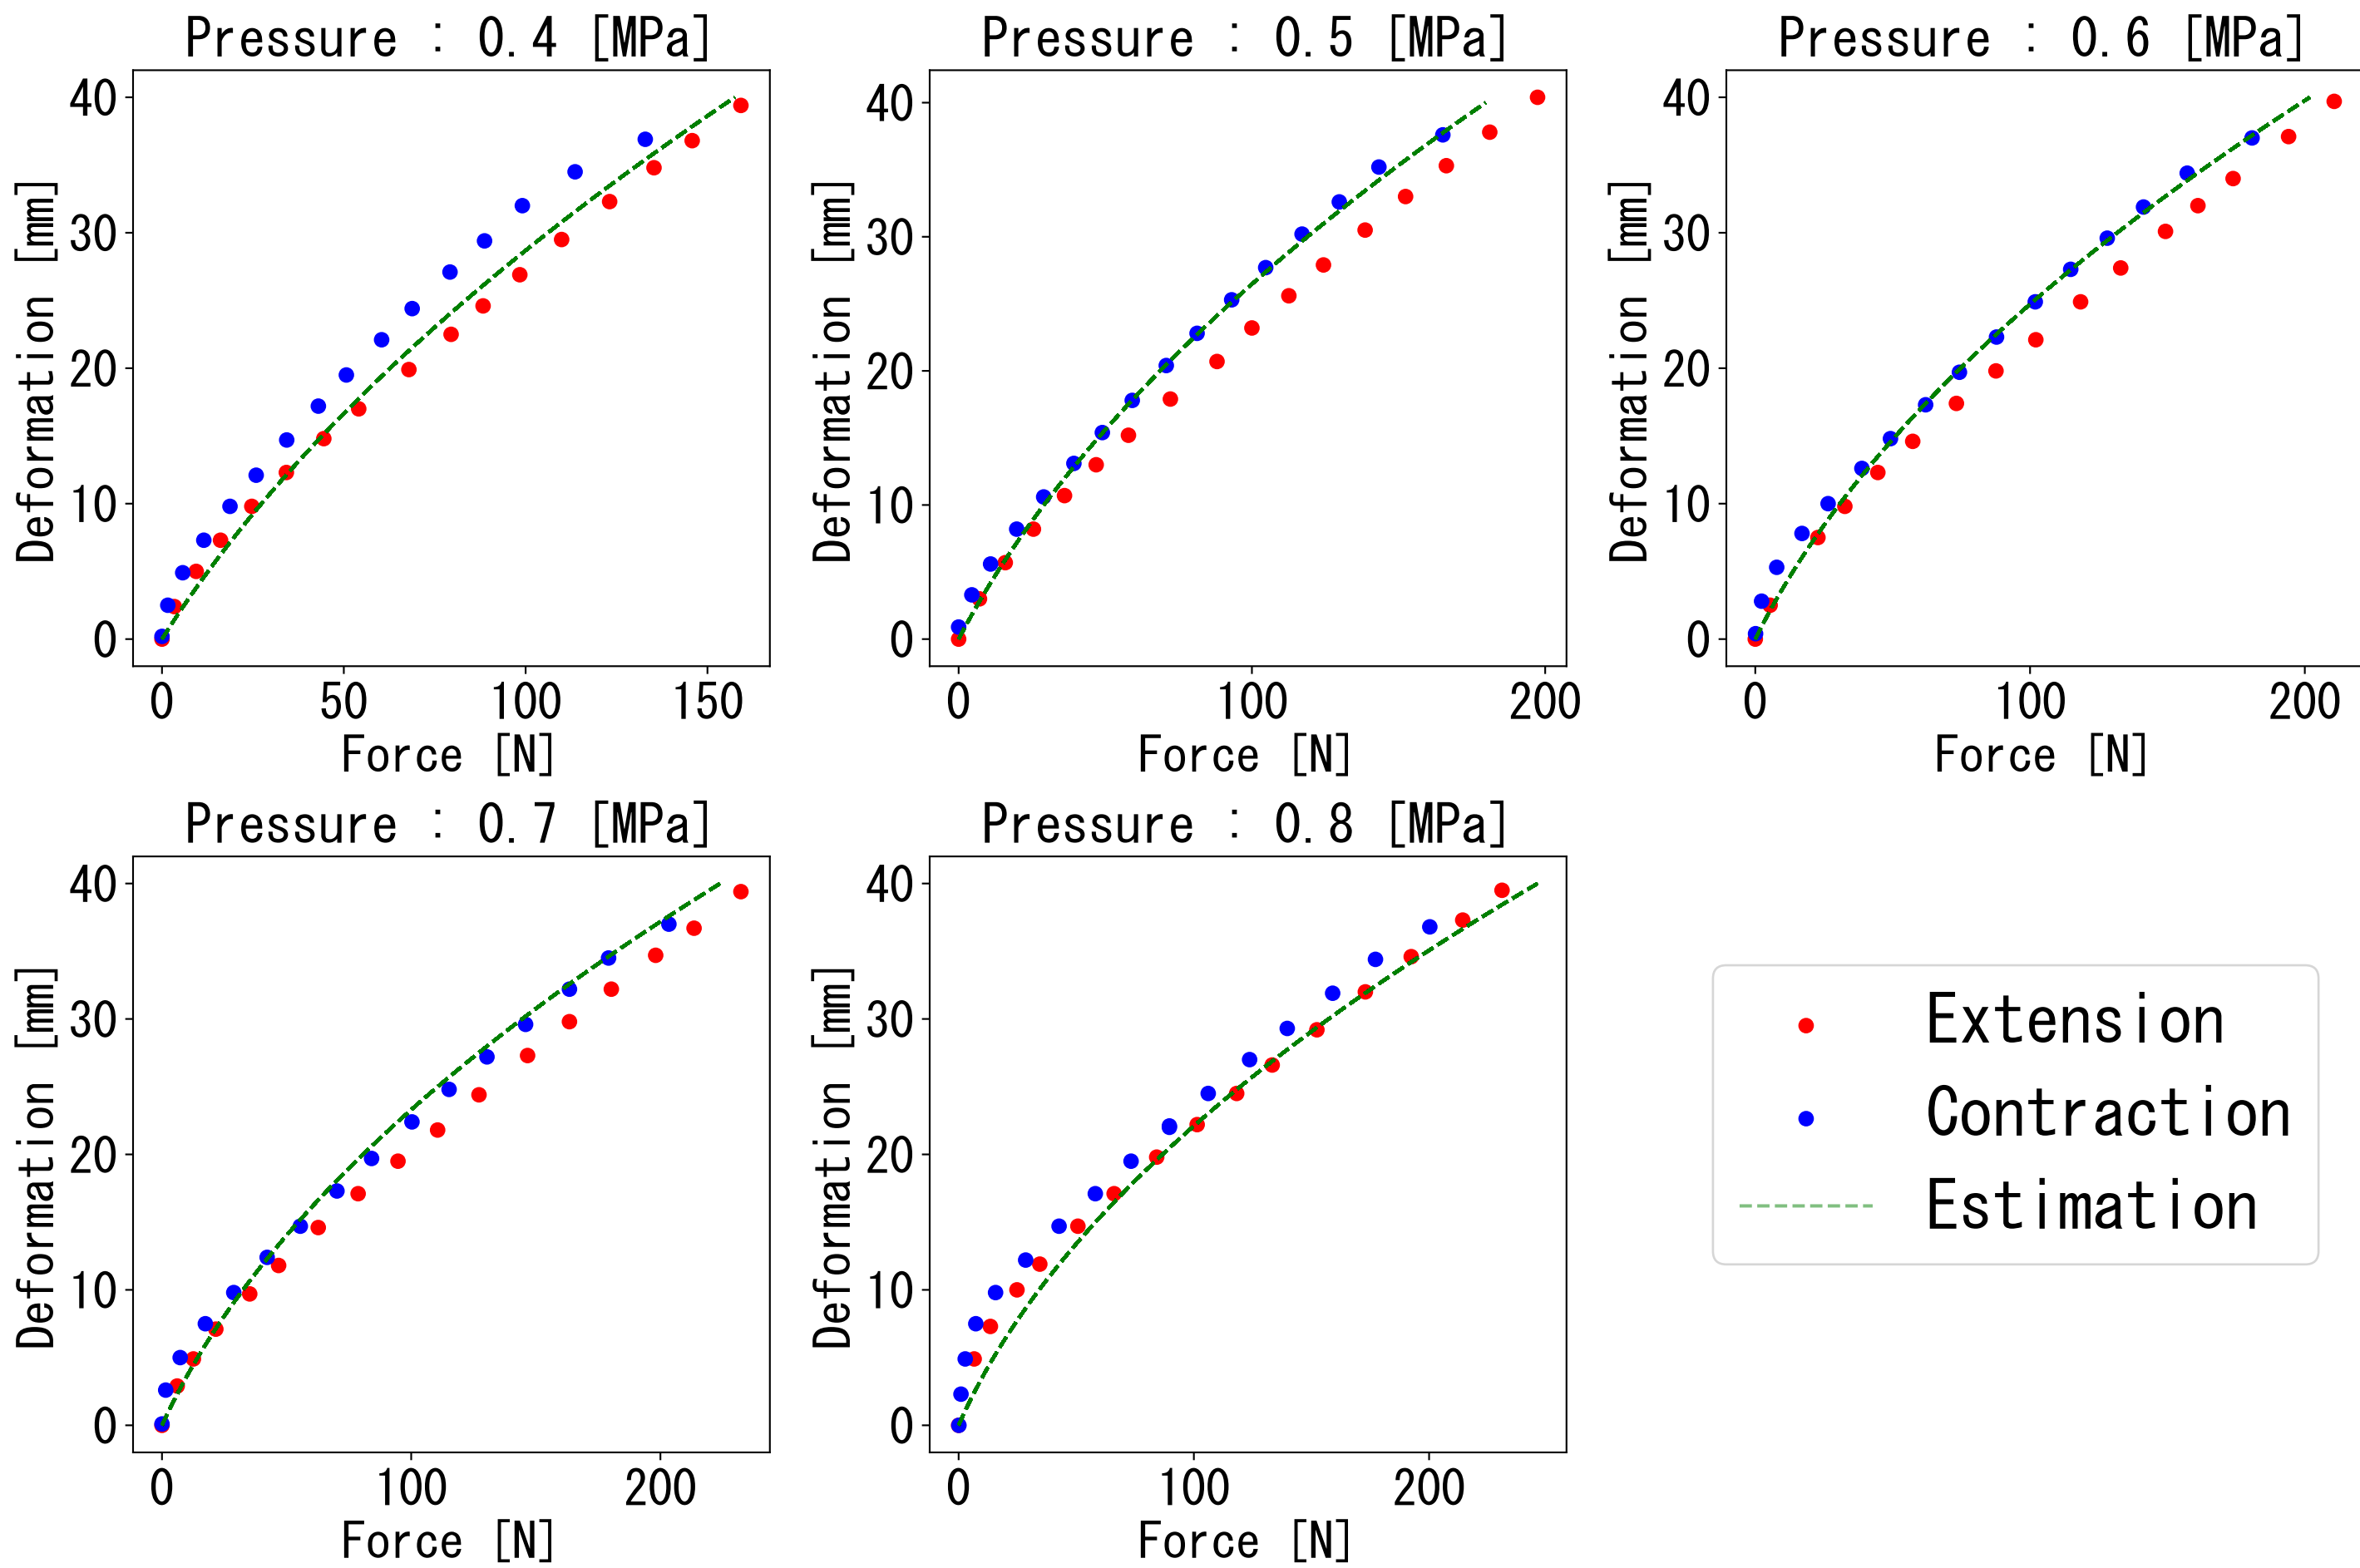 Pressure : 0.4 [MPa]
40
30
20
10
0
Deformation [mm]
0 50 100 150
Force [N]
Pressure : 0.5 [MPa]
40
30
20
10
0
Deformation [mm]
0 100 200
Force [N]
Pressure : 0.6 [MPa]
40
30
20
10
0
Deformation [mm]
0 100 200
Force [N]
Pressure : 0.7 [MPa]
40
30
20
10
0
Deformation [mm]
0 100 200
Force [N]
Pressure : 0.8 [MPa]
40
30
20
10
0
Deformation [mm]
0 100 200
Force [N]
Extension
Contraction
Estimation